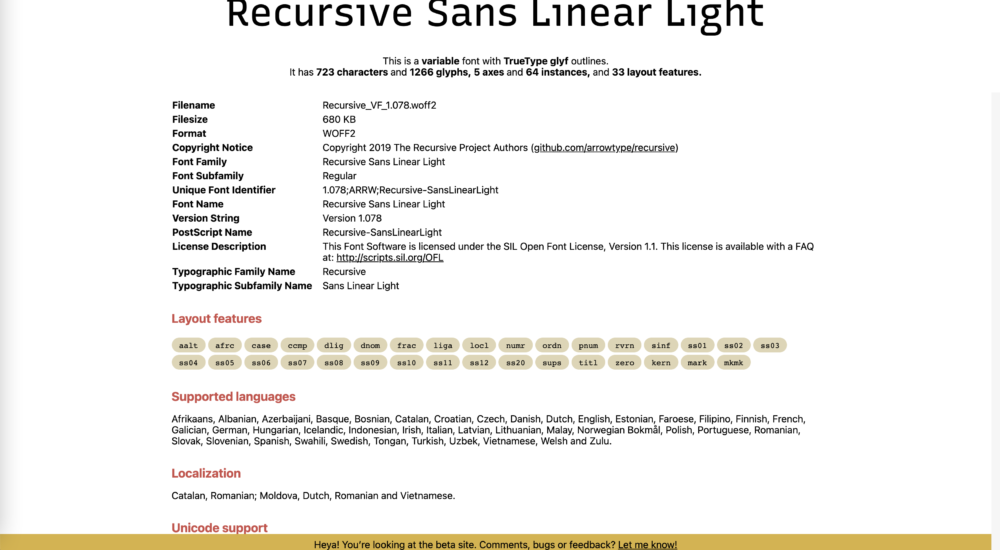 Recursive Sans Linear Light
This is a variable font with TrueType glyf outlines.
It has 723 characters and 1266 glyphs, 5 axes and 64 instances, and 33 layout features.
Filename Recursive_VF_1.078.woff2
Filesize 680 KB
Format WOFF2
Copyright Notice Copyright 2019 The Recursive Project Authors (github.com/arrowtype/recursive)
Font Family Recursive Sans Linear Light
Font Subfamily Regular
Unique Font Identifier 1.078;ARRW;Recursive-SansLinearLight
Font Name Recursive Sans Linear Light
Version String Version 1.078
PostScript Name Recursive-SansLinearLight
License Description This Font Software is licensed under the SIL Open Font License, Version 1.1. This license is available with a FAQ
at: http://scripts.sil.org/OFL
Typographic Family Name Recursive
Typographic Subfamily Name Sans Linear Light
Layout features
aalt afrc case ccmp dlig dnom frac liga locl numr ordn pnum rvrn sinf ss01 ss02 ss03
ss04 ss05 ss06 ss07 ss08 ss09 ss10 ss11 ss12 ss20 sups titl zero kern mark mkmk
Supported languages
Afrikaans, Albanian, Azerbaijani, Basque, Bosnian, Catalan, Croatian, Czech, Danish, Dutch, English, Estonian, Faroese, Filipino, Finnish, French,
Galician, German, Hungarian, Icelandic, Indonesian, Irish, Italian, Latvian, Lithuanian, Malay, Norwegian Bokmål, Polish, Portuguese, Romanian,
Slovak, Slovenian, Spanish, Swahili, Swedish, Tongan, Turkish, Uzbek, Vietnamese, Welsh and Zulu.
Localization
Catalan, Romanian; Moldova, Dutch, Romanian and Vietnamese.
Unicode support
Heya! You're looking at the beta site. Comments, bugs or feedback? Let me know!